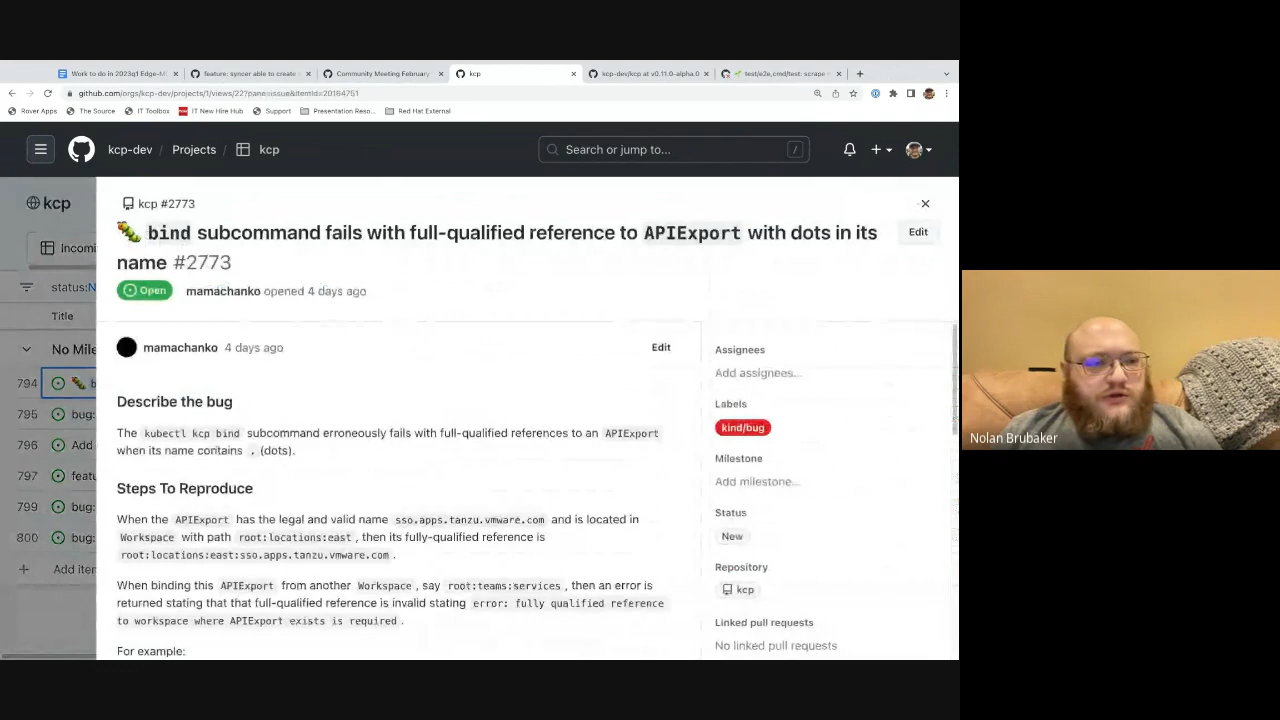 Work to do in 2023q1 Edge-M
feature: syncer able to create
Community Meeting February
kcp
kcp-dev/kcp at v0.11.0-alpha.0
test/e2e,cmd/test: scrape
github.com/orgs/kcp-dev/projects/1/views/22?pane=issue&itemId=20164751
Rover Apps
The Source
IT Toolbox
IT New Hire Hub
Support
Presentation Reso...
Red Hat External
kcp-dev / Projects / kcp
Search or jump to... /
kcp
kcp #2773
bind subcommand fails with full-qualified reference to APIExport with dots in its
name #2773
Edit
Open
mamachanko opened 4 days ago
Incomi
status:N
Title
No Mile
794 b
795 bug:
796 Add
797 featu
799 bug:
800 bug:
Add item
mamachanko 4 days ago
Edit
Describe the bug
The kubectl kcp bind subcommand erroneously fails with full-qualified references to an APIExport
when its name contains . (dots).
Steps To Reproduce
When the APIExport has the legal and valid name sso.apps.tanzu.vmware.com and is located in
Workspace with path root:locations:east, then its fully-qualified reference is
root:locations:east:sso.apps.tanzu.vmware.com.
When binding this APIExport from another Workspace, say root:teams:services, then an error is
returned stating that that full-qualified reference is invalid stating error: fully qualified reference
to workspace where APIExport exists is required.
For example:
Assignees
Add assignees...
Labels
kind/bug
Milestone
Add milestone...
Status
New
Repository
kcp
Linked pull requests
No linked pull requests
Nolan Brubaker